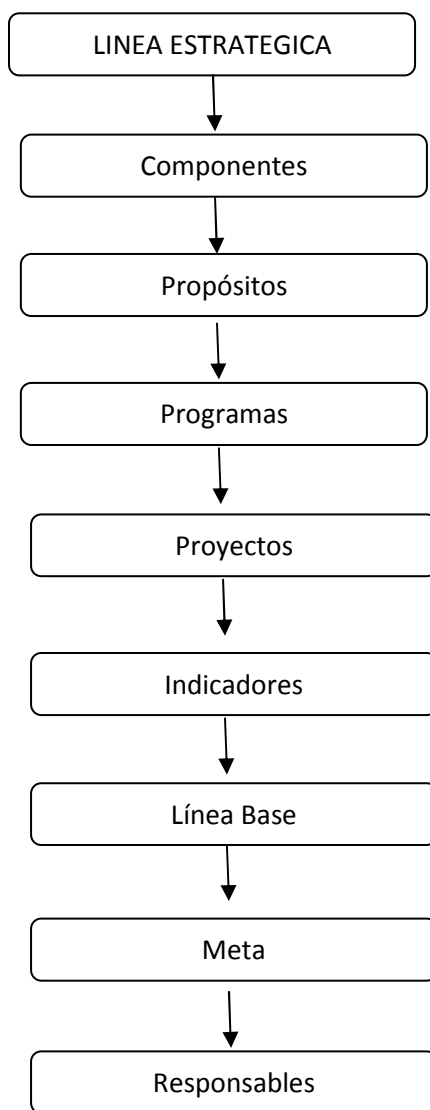 LINEA ESTRATEGICA
Componentes
Propósitos
Programas
Proyectos
Indicadores
Línea Base
Meta
Responsables